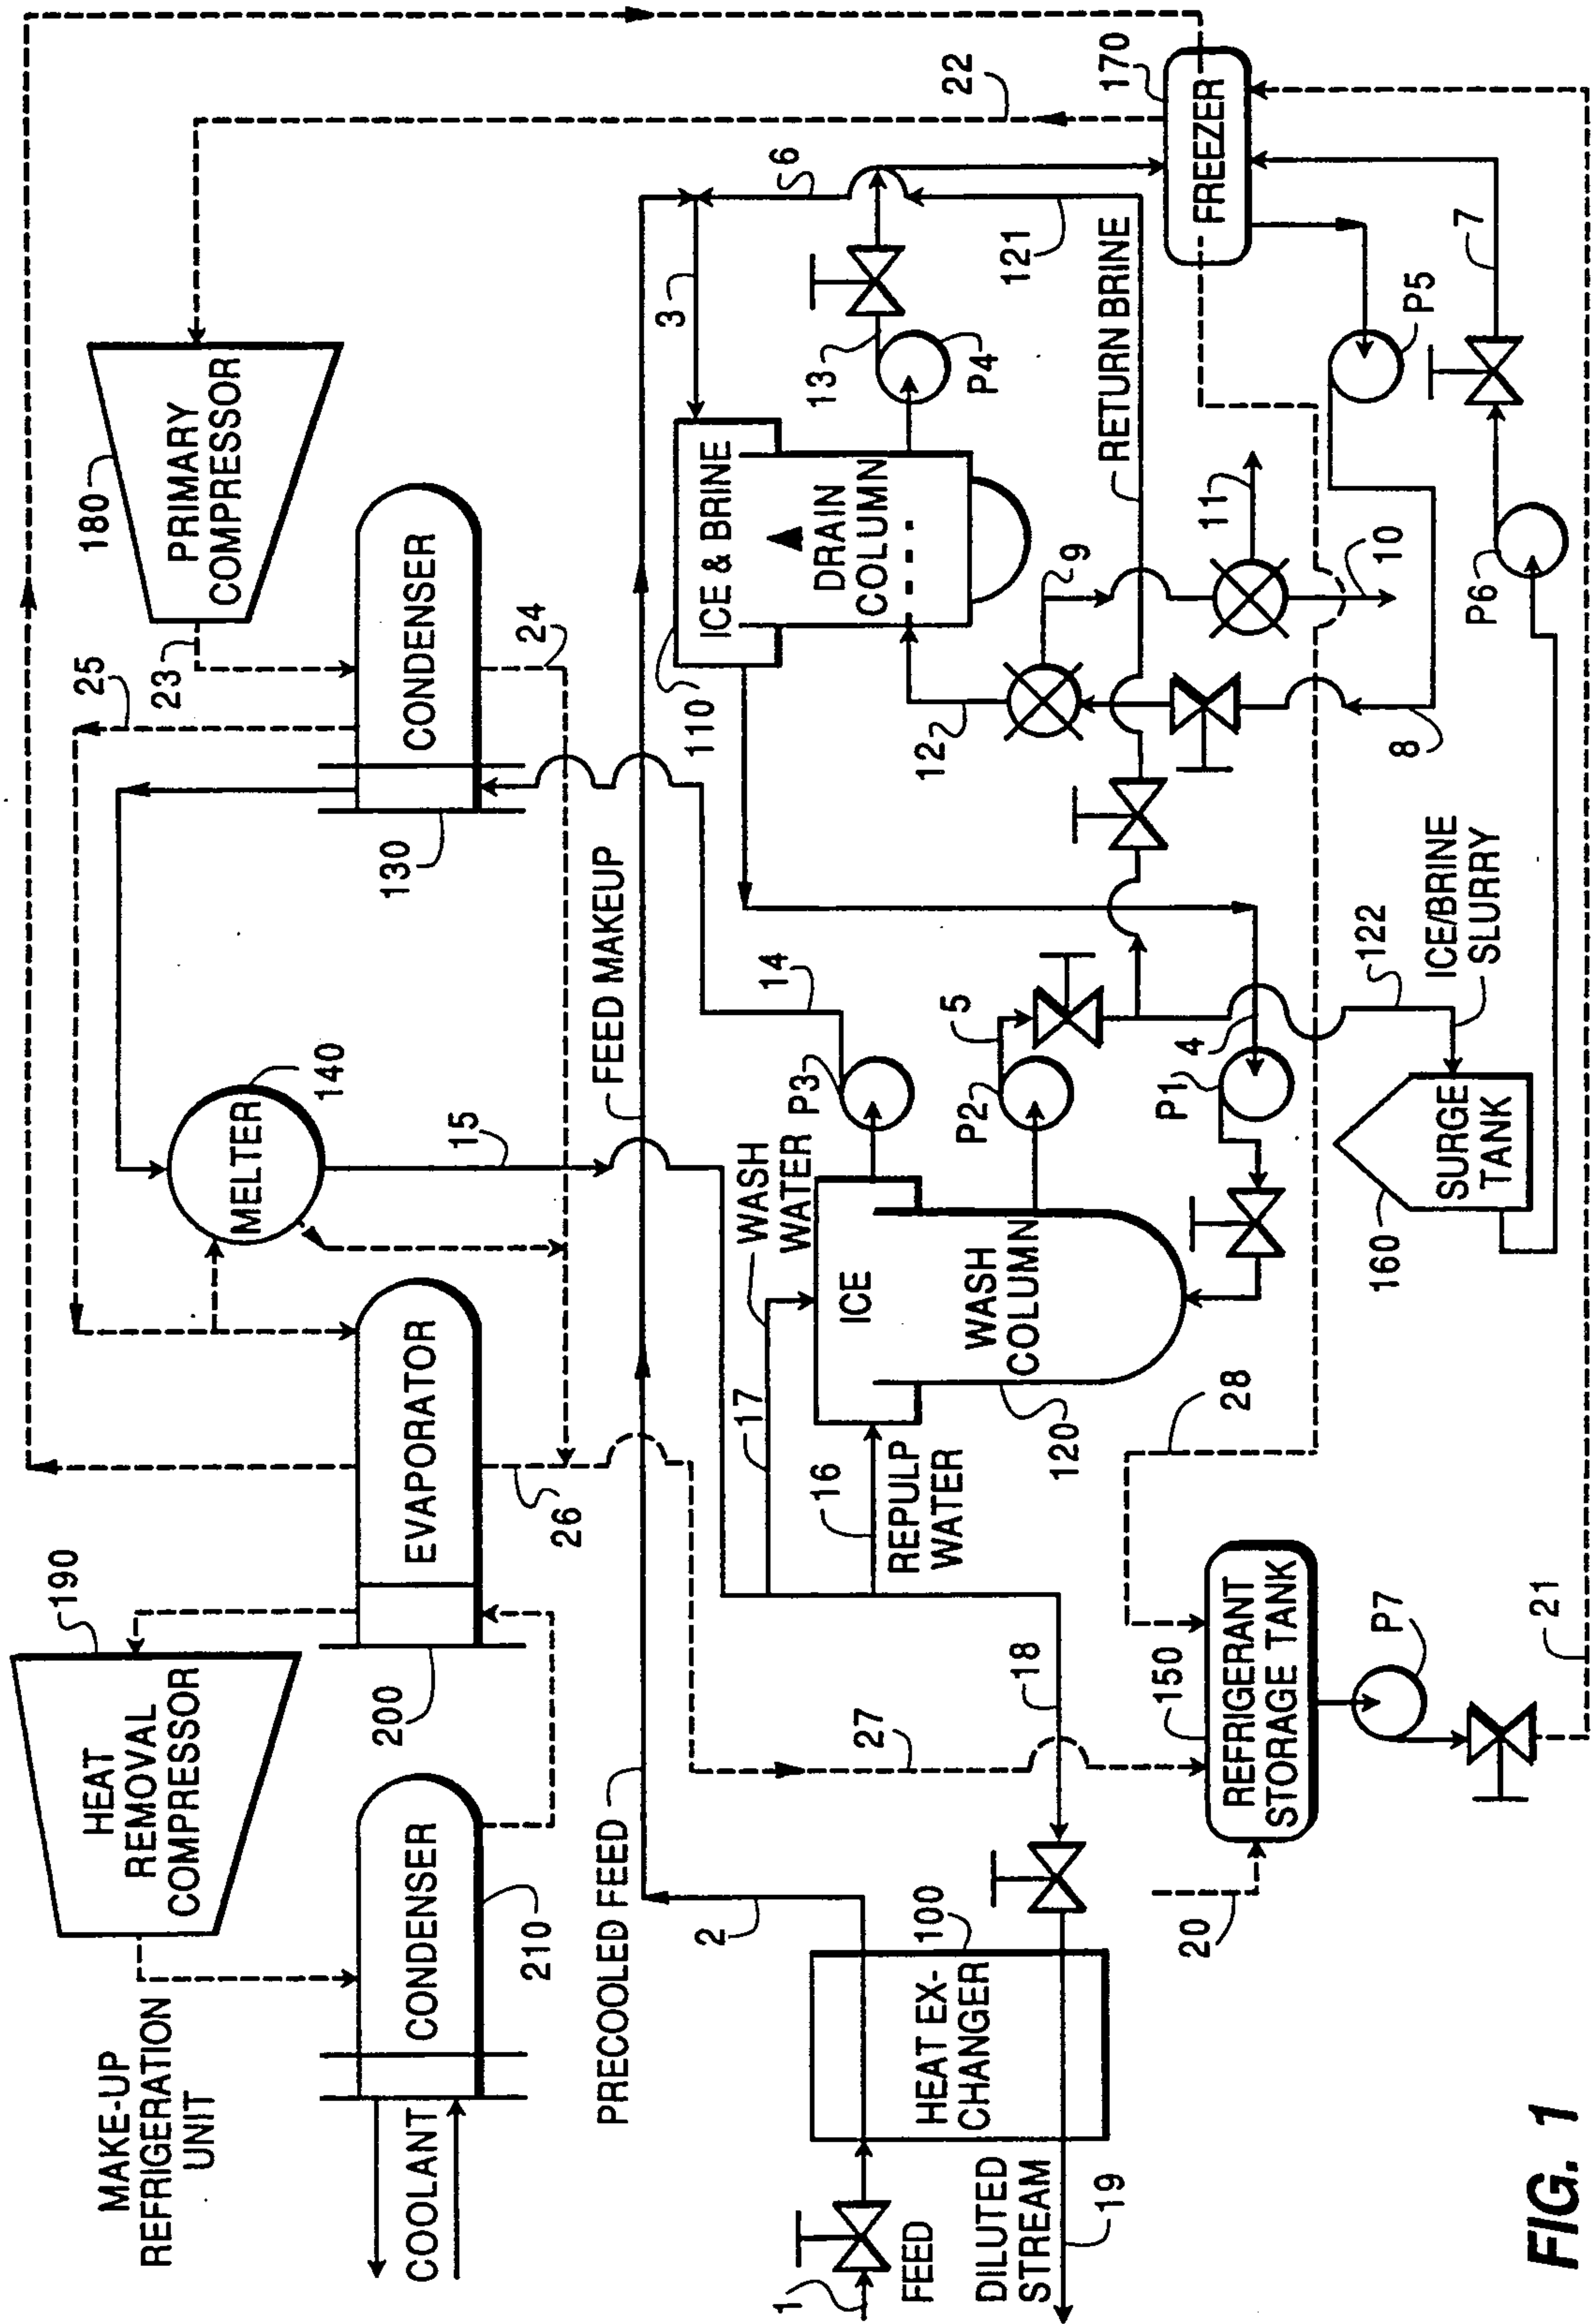 MAKE-UP
REFRIGERATION
UNIT
HEAT
REMOVAL
COMPRESSOR
190
COOLANT
CONDENSER
210
EVAPORATOR
200
26
MELTER
140
15
25
23
180
PRIMARY
COMPRESSOR
CONDENSER
24
130
PRECOOLED FEED
FEED MAKEUP
2
3
6
22
1
FEED
HEAT EX-
CHANGER
100
DILUTED
STREAM
19
18
27
17
WASH
WATER
16
REPULP
WATER
ICE
WASH
COLUMN
120
P3
14
P2
5
P1
4
110
ICE & BRINE
DRAIN
COLUMN
13
P4
12
9
RETURN BRINE
121
11
10
8
170
FREEZER
P5
7
P6
20
150
REFRIGERANT
STORAGE TANK
28
P7
21
160
SURGE
TANK
122
ICE/BRINE
SLURRY
FIG. 1